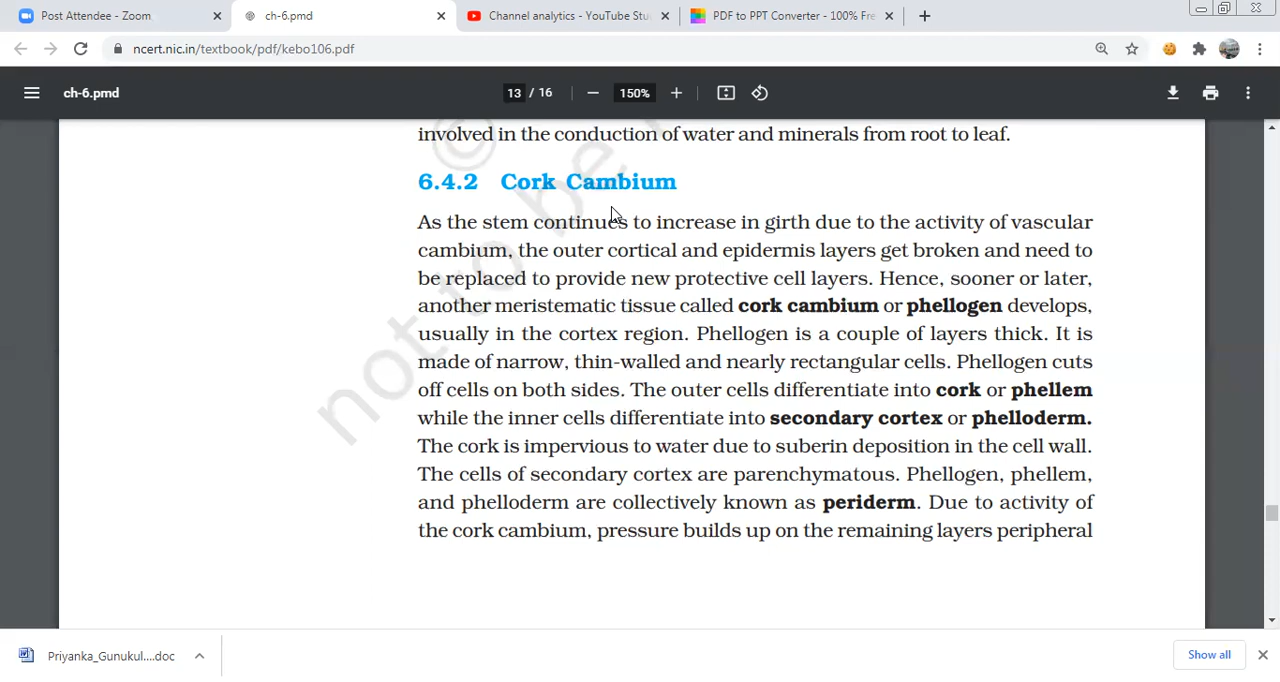 Post Attendee - Zoom
ch-6.pmd
Channel analytics - YouTube Stu
PDF to PPT Converter - 100% Fre
ncert.nic.in/textbook/pdf/kebo106.pdf
ch-6.pmd
13 / 16
150%
involved in the conduction of water and minerals from root to leaf.
6.4.2 Cork Cambium
As the stem continues to increase in girth due to the activity of vascular
cambium, the outer cortical and epidermis layers get broken and need to
be replaced to provide new protective cell layers. Hence, sooner or later,
another meristematic tissue called cork cambium or phellogen develops,
usually in the cortex region. Phellogen is a couple of layers thick. It is
made of narrow, thin-walled and nearly rectangular cells. Phellogen cuts
off cells on both sides. The outer cells differentiate into cork or phellem
while the inner cells differentiate into secondary cortex or phelloderm.
The cork is impervious to water due to suberin deposition in the cell wall.
The cells of secondary cortex are parenchymatous. Phellogen, phellem,
and phelloderm are collectively known as periderm. Due to activity of
the cork cambium, pressure builds up on the remaining layers peripheral
©
not to be
Priyanka_Gunukul....doc
Show all